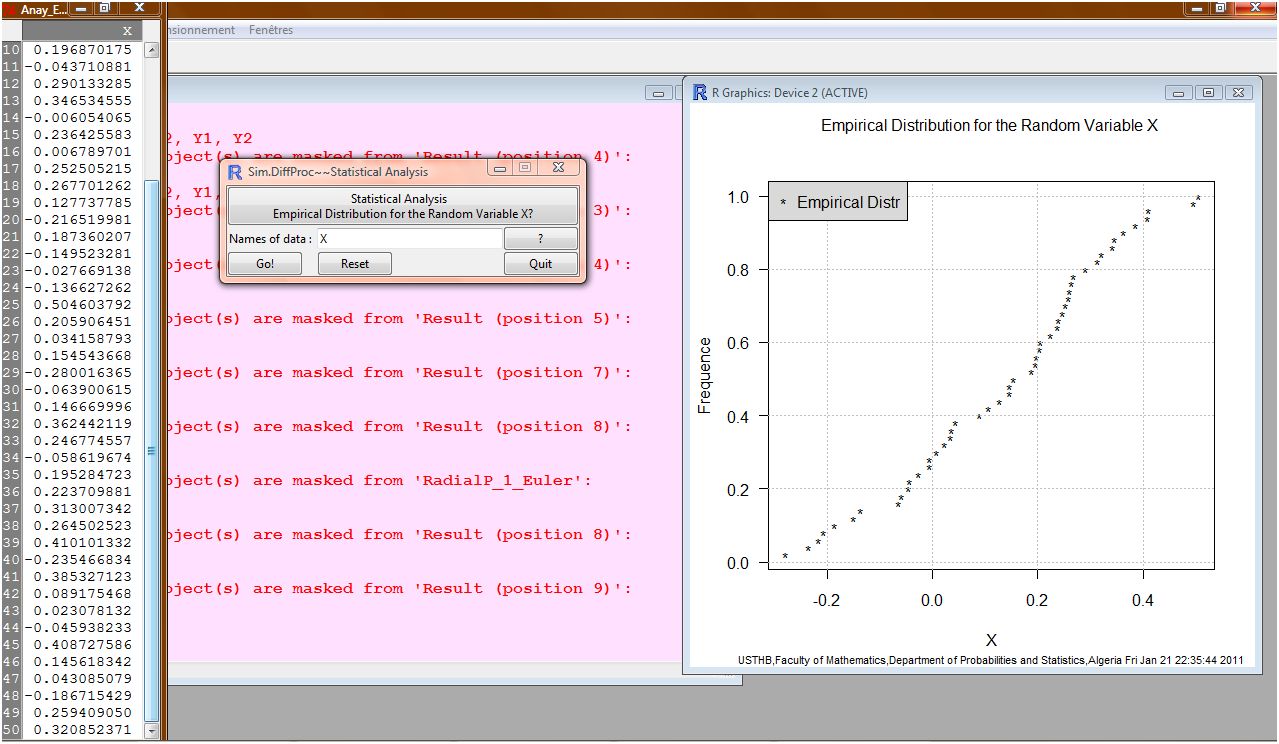 Anay_E...
X
10 0.196870175
11 -0.043710881
12 0.290133285
13 0.346534555
14 -0.006054065
15 0.236425583
16 0.006789701
17 0.252505215
18 0.267701262
19 0.127737785
20 -0.216519981
21 0.187360207
22 -0.149523281
23 -0.027669138
24 -0.136627262
25 0.504603792
26 0.205906451
27 0.034158793
28 0.154543668
29 -0.280016365
30 -0.063900615
31 0.146669996
32 0.362442119
33 0.246774557
34 -0.058619674
35 0.195284723
36 0.223709881
37 0.313007342
38 0.264502523
39 0.410101332
40 -0.235466834
41 0.385327123
42 0.089175468
43 0.023078132
44 -0.045938233
45 0.408727586
46 0.145618342
47 0.043085079
48 -0.186715429
49 0.259409050
50 0.320852371
nsionnement Fenêtres
2, Y1, Y2
bject(s) are masked from 'Result (position 4)':
2, Y1,
bject(s 3)':
bject( 4)':
bject(s) are masked from 'Result (position 5)':
bject(s) are masked from 'Result (position 7)':
bject(s) are masked from 'Result (position 8)':
bject(s) are masked from 'RadialP_1_Euler':
bject(s) are masked from 'Result (position 8)':
bject(s) are masked from 'Result (position 9)':
Sim.DiffProc~~Statistical Analysis
Statistical Analysis
Empirical Distribution for the Random Variable X?
Names of data : X ?
Go! Reset Quit
R Graphics: Device 2 (ACTIVE)
Empirical Distribution for the Random Variable X
* Empirical Distr
Frequence
1.0
0.8
0.6
0.4
0.2
0.0
-0.2 0.0 0.2 0.4
X
USTHB,Faculty of Mathematics,Department of Probabilities and Statistics,Algeria Fri Jan 21 22:35:44 2011